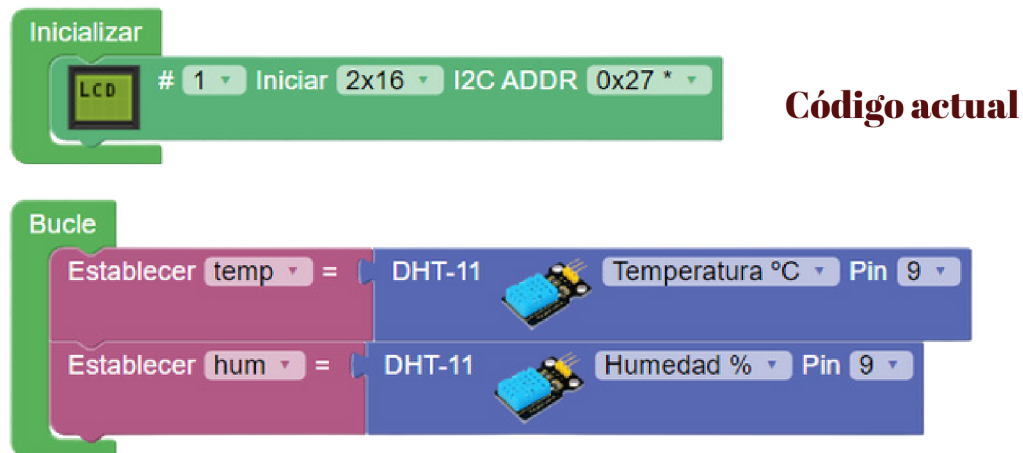 Inicializar
LCD # 1 Iniciar 2x16 I2C ADDR 0x27 *
Código actual
Bucle
Establecer temp = DHT-11 Temperatura ºC Pin 9
Establecer hum = DHT-11 Humedad % Pin 9